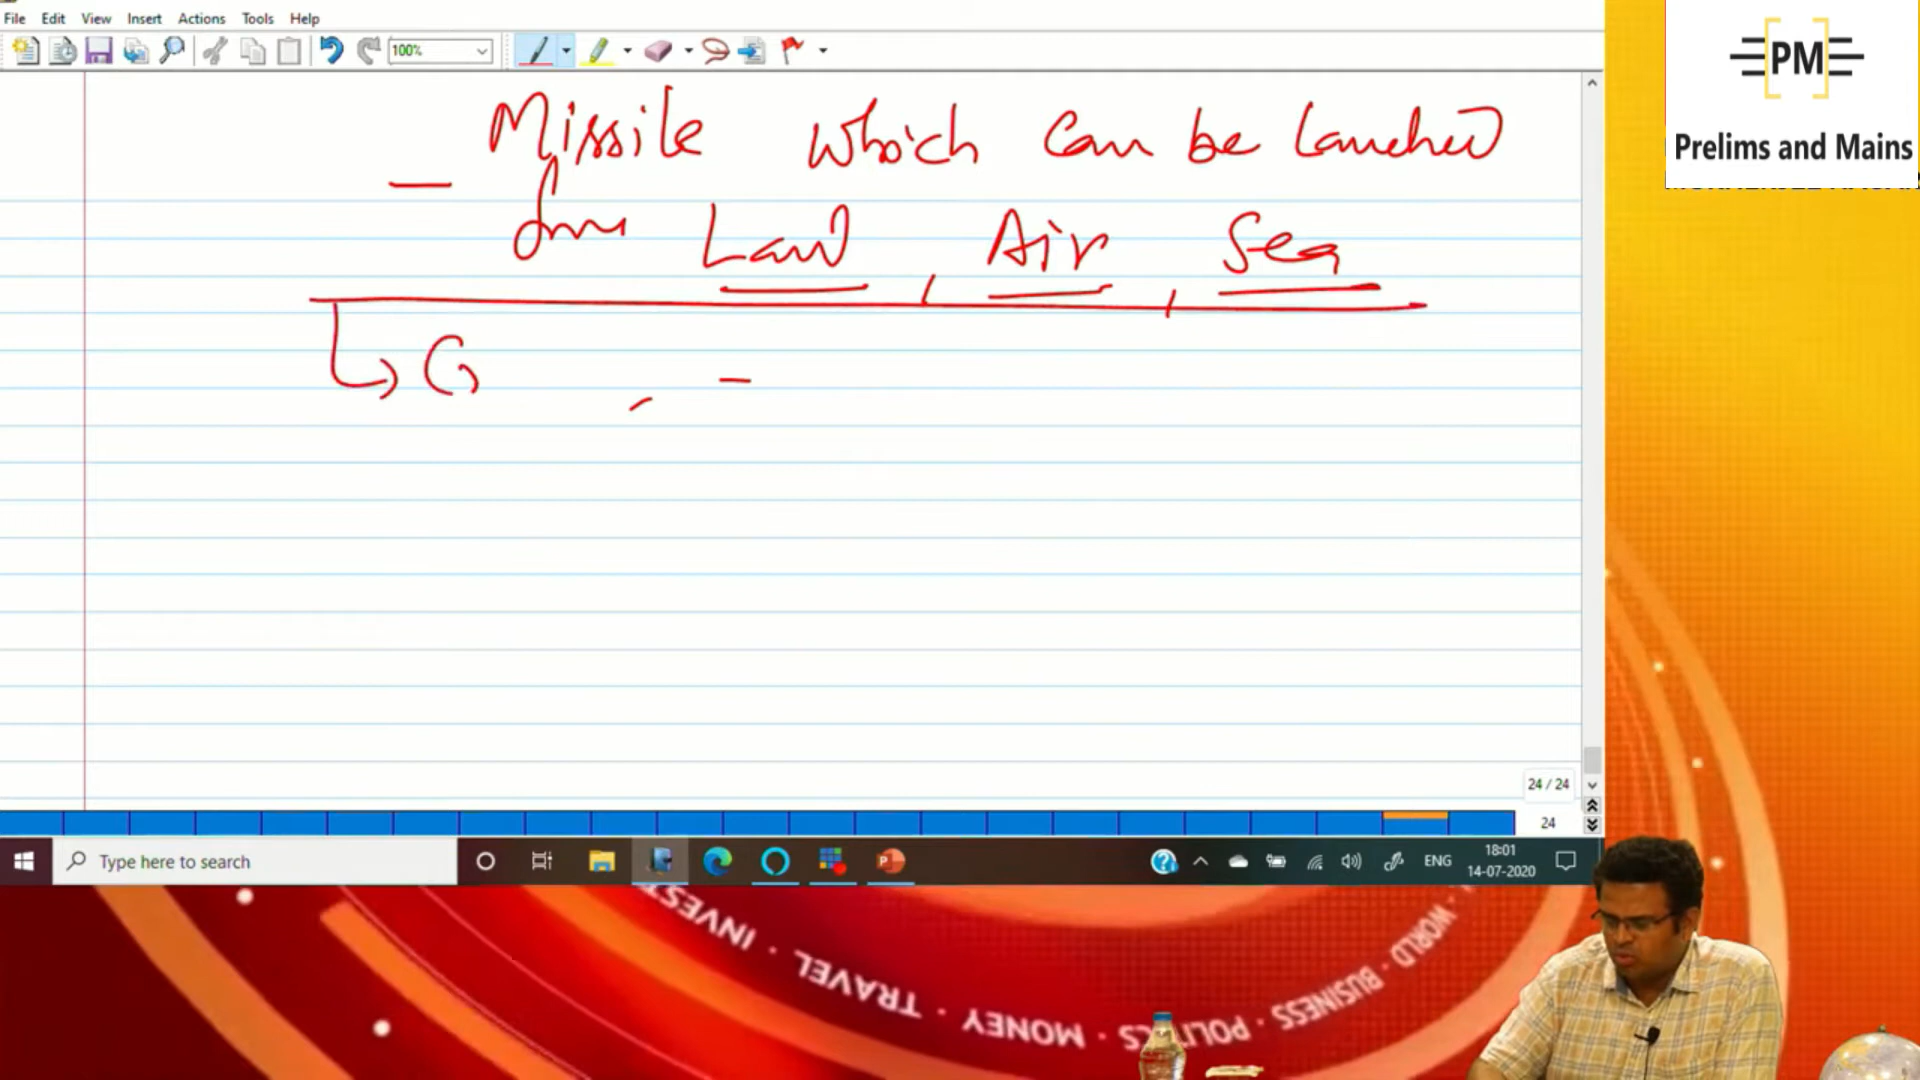 File Edit View Insert Actions Tools Help
PM
Prelims and Mains
100%
Missile which can be Lauched
from Land, Air, Sea
G
24 / 24
24
Type here to search
ENG
18:01
14-07-2020
INVEST · TRAVEL · MONEY · POLITICS · BUSINESS · WORLD